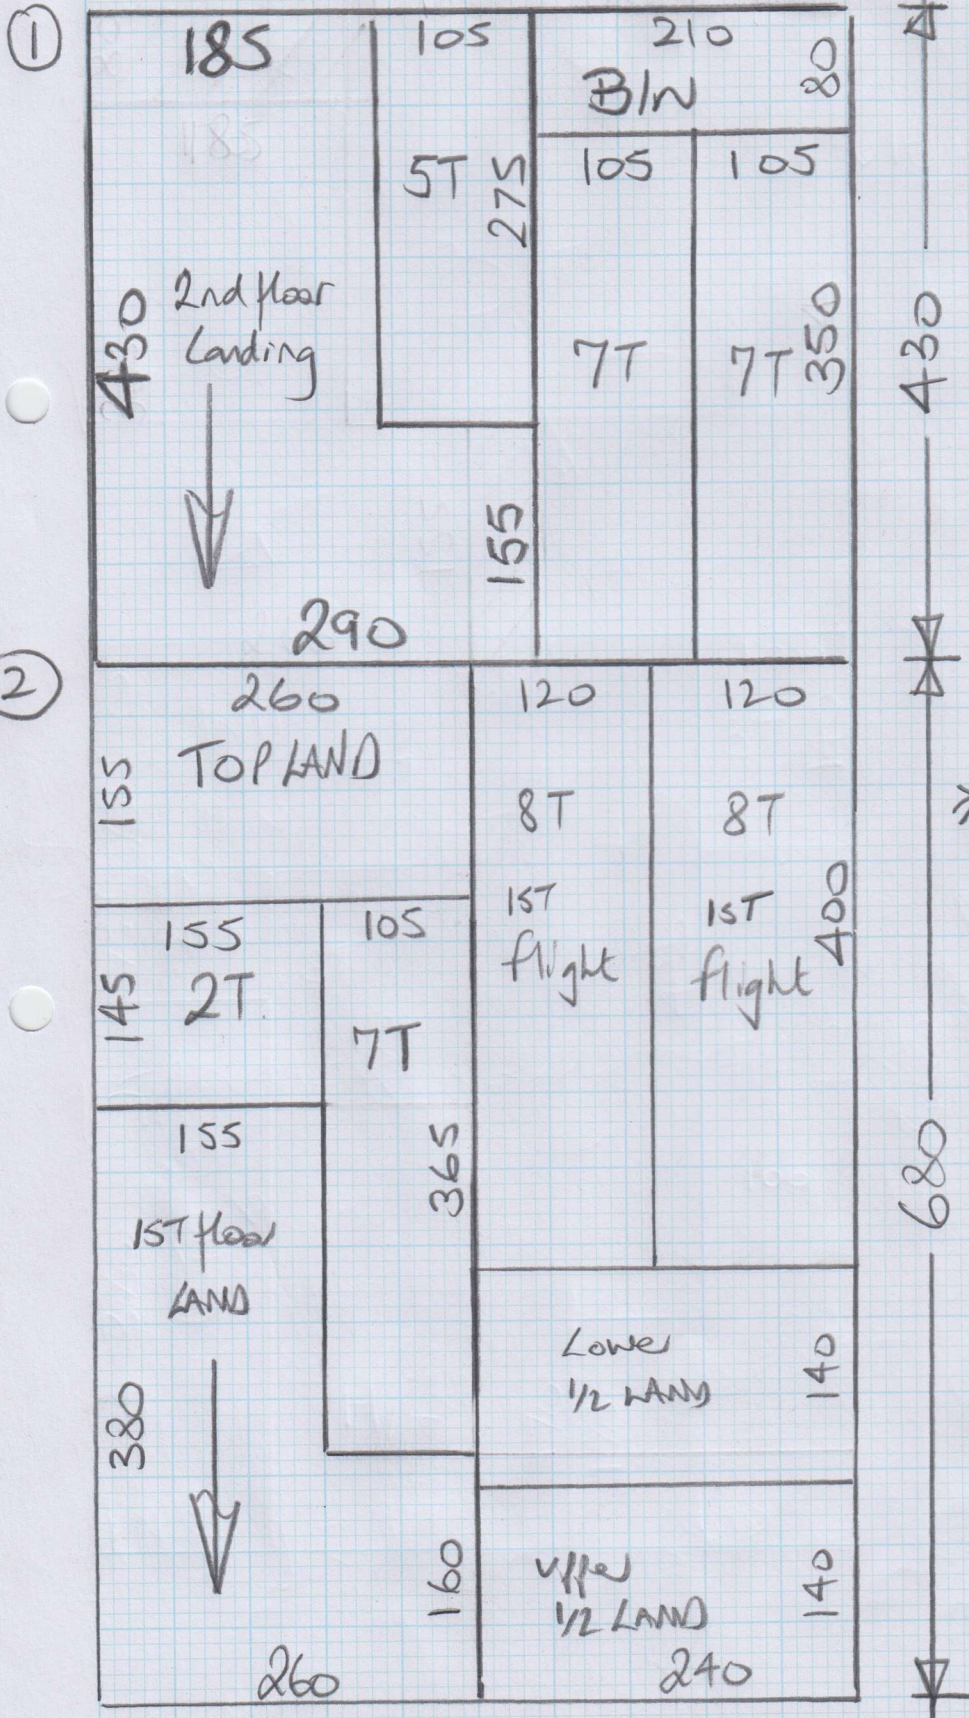 1
185
105
210
B/W
80
185
5T
275
105
105
2nd floor
Landing
430
7T
7T
350
430
155
290
2
260
120
120
TOP LAND
155
8T
8T
1ST
flight
1ST
flight
400
155
105
2T
145
7T
155
365
680
1ST floor
LAND
Lower
1/2 LAND
140
380
160
upper
1/2 LAND
140
260
240